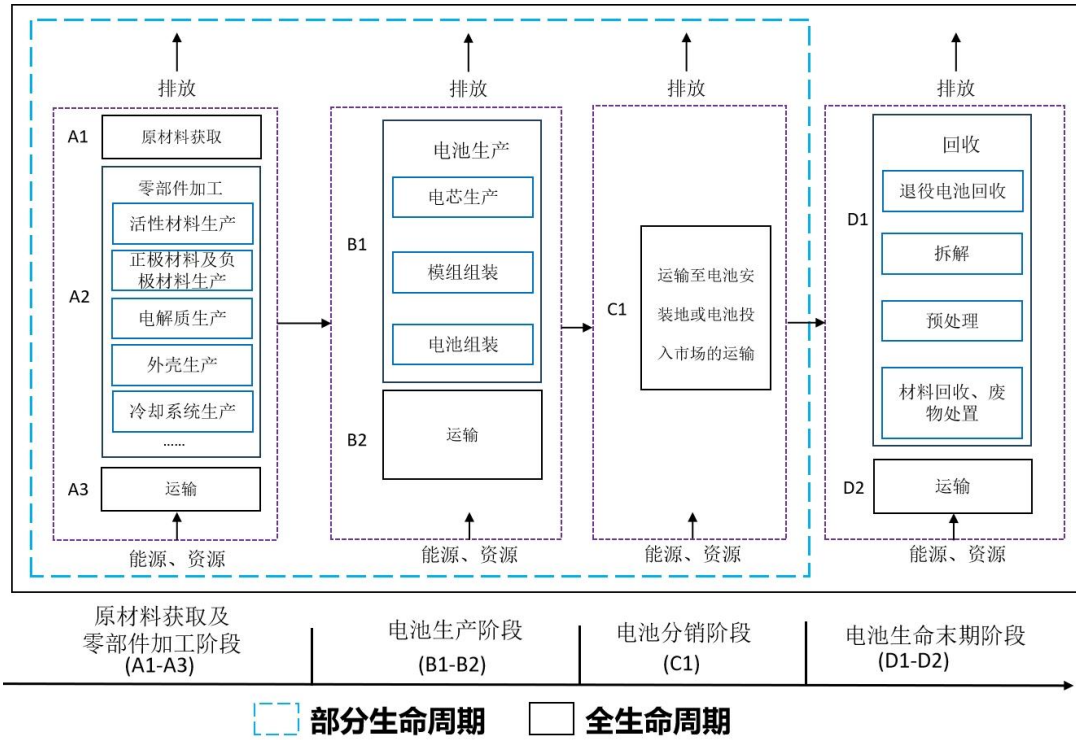 排放
排放
排放
排放
A1
原材料获取
A2
零部件加工
活性材料生产
正极材料及负
极材料生产
电解质生产
外壳生产
冷却系统生产
......
A3
运输
能源、资源
B1
电池生产
电芯生产
模组组装
电池组装
B2
运输
能源、资源
C1
运输至电池安
装地或电池投
入市场的运输
能源、资源
D1
回收
退役电池回收
拆解
预处理
材料回收、废
物处置
D2
运输
能源、资源
原材料获取及
零部件加工阶段
(A1-A3)
电池生产阶段
(B1-B2)
电池分销阶段
(C1)
电池生命末期阶段
(D1-D2)
部分生命周期
全生命周期